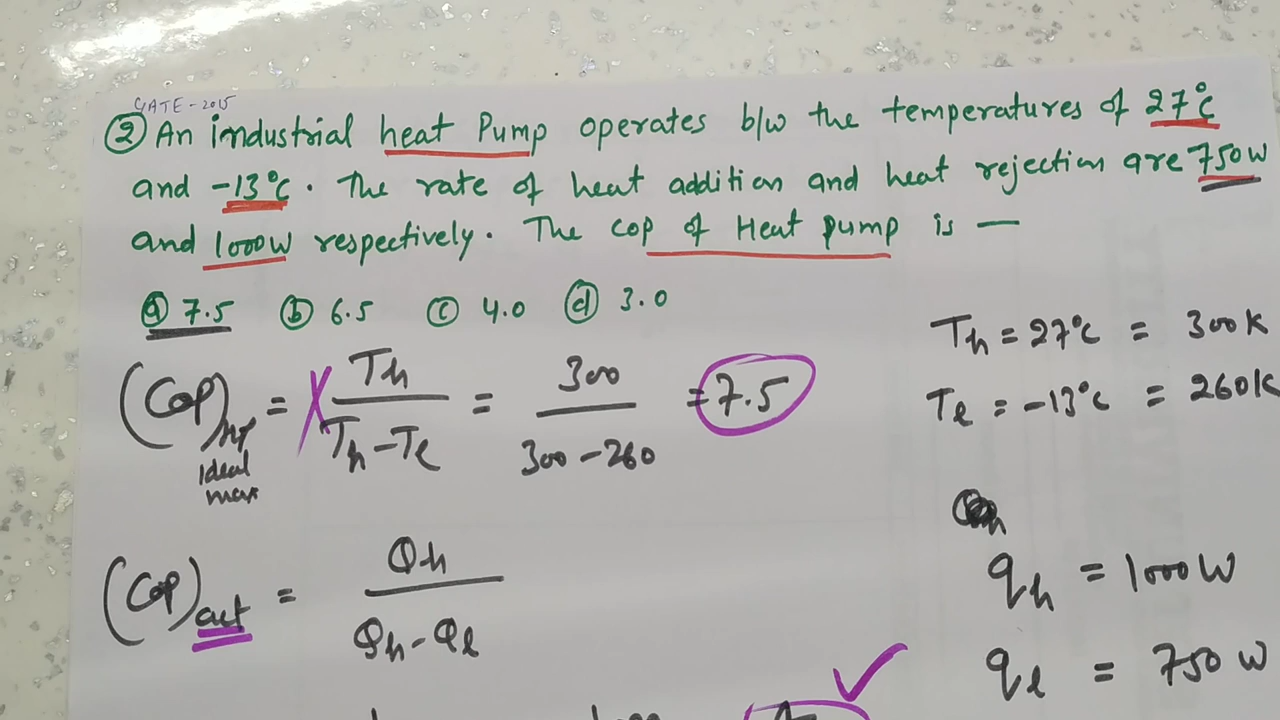 GATE-2015
② An industrial heat Pump operates b/w the temperatures of 27°C
and -13°C. The rate of heat addition and heat rejection are 750W
and 1000W respectively. The COP of Heat pump is —
ⓐ 7.5 ⓑ 6.5 ⓒ 4.0 ⓓ 3.0
Th = 27°C = 300K
Tl = -13°C = 260K
(COP)HP = Th / (Th - Tl) = 300 / (300 - 260) = 7.5
Ideal
max
qh = 1000W
ql = 750W
(COP)act = Qh / (Qh - Ql)